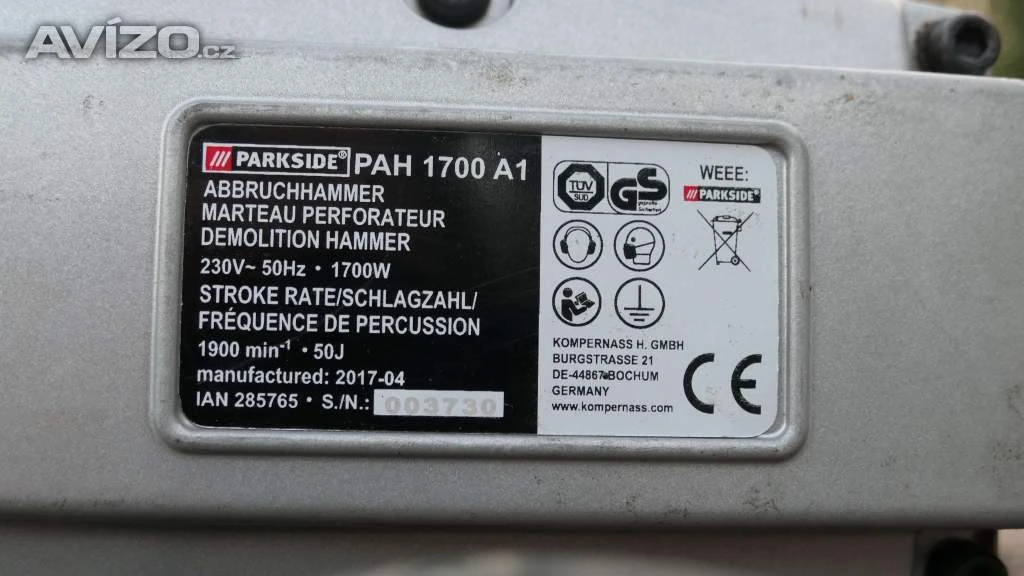 AVÍZO.cz
PARKSIDE® PAH 1700 A1
ABBRUCHHAMMER
MARTEAU PERFORATEUR
DEMOLITION HAMMER
230V~ 50Hz • 1700W
STROKE RATE/SCHLAGZAHL/
FRÉQUENCE DE PERCUSSION
1900 min-1 • 50J
manufactured: 2017-04
IAN 285765 • S./N.: 003730
TÜV
SÜD
GS
geprüfte
Sicherheit
WEEE:
PARKSIDE®
KOMPERNASS H. GMBH
BURGSTRASSE 21
DE-44867 BOCHUM
GERMANY
www.kompernass.com
CE